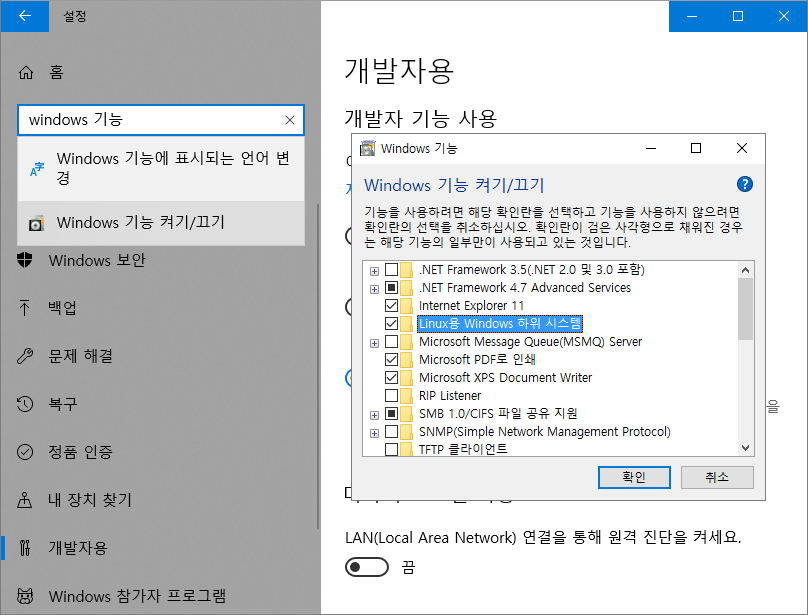 설정
홈
windows 기능
Windows 기능에 표시되는 언어 변
경
Windows 기능 켜기/끄기
Windows 보안
백업
문제 해결
복구
정품 인증
내 장치 찾기
개발자용
Windows 참가자 프로그램
개발자용
개발자 기능 사용
Windows 기능
Windows 기능 켜기/끄기
기능을 사용하려면 해당 확인란을 선택하고 기능을 사용하지 않으려면
확인란의 선택을 취소하십시오. 확인란이 검은 사각형으로 채워진 경우
는 해당 기능의 일부만이 사용되고 있는 것입니다.
.NET Framework 3.5(.NET 2.0 및 3.0 포함)
.NET Framework 4.7 Advanced Services
Internet Explorer 11
Linux용 Windows 하위 시스템
Microsoft Message Queue(MSMQ) Server
Microsoft PDF로 인쇄
Microsoft XPS Document Writer
RIP Listener
SMB 1.0/CIFS 파일 공유 지원
SNMP(Simple Network Management Protocol)
TFTP 클라이언트
확인
취소
을
LAN(Local Area Network) 연결을 통해 원격 진단을 켜세요.
끔